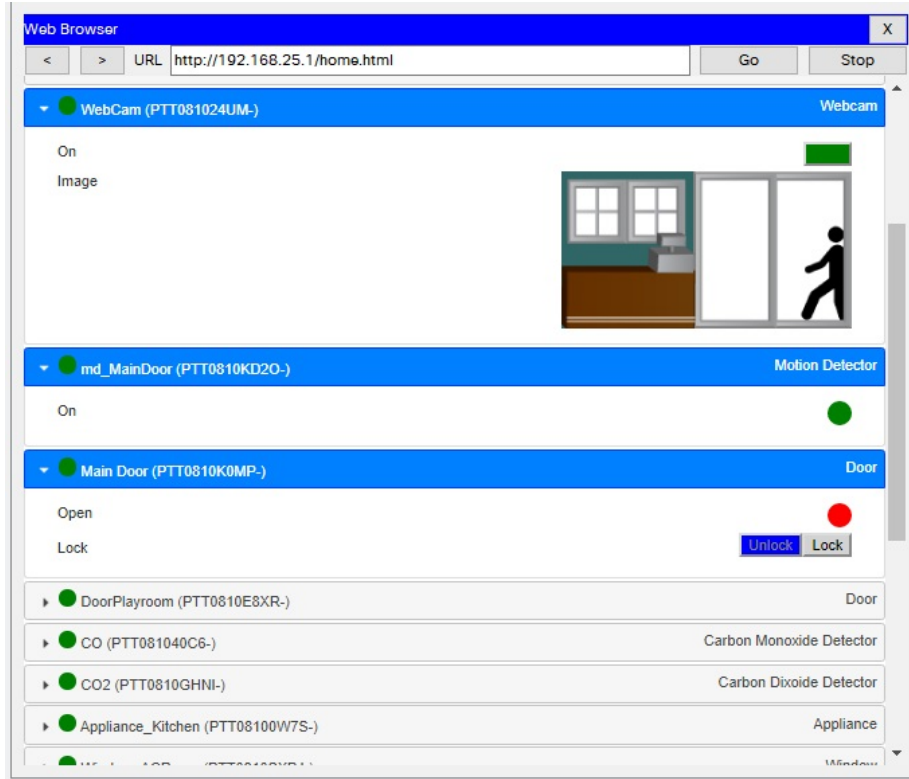 Web Browser X
< > URL http://192.168.25.1/home.html Go Stop
WebCam (PTT081024UM-) Webcam
On
Image
md_MainDoor (PTT0810KD2O-) Motion Detector
On
Main Door (PTT0810K0MP-) Door
Open
Lock Unlock Lock
DoorPlayroom (PTT0810E8XR-) Door
CO (PTT081040C6-) Carbon Monoxide Detector
CO2 (PTT0810GHNI-) Carbon Dixoide Detector
Appliance_Kitchen (PTT08100W7S-) Appliance
Window